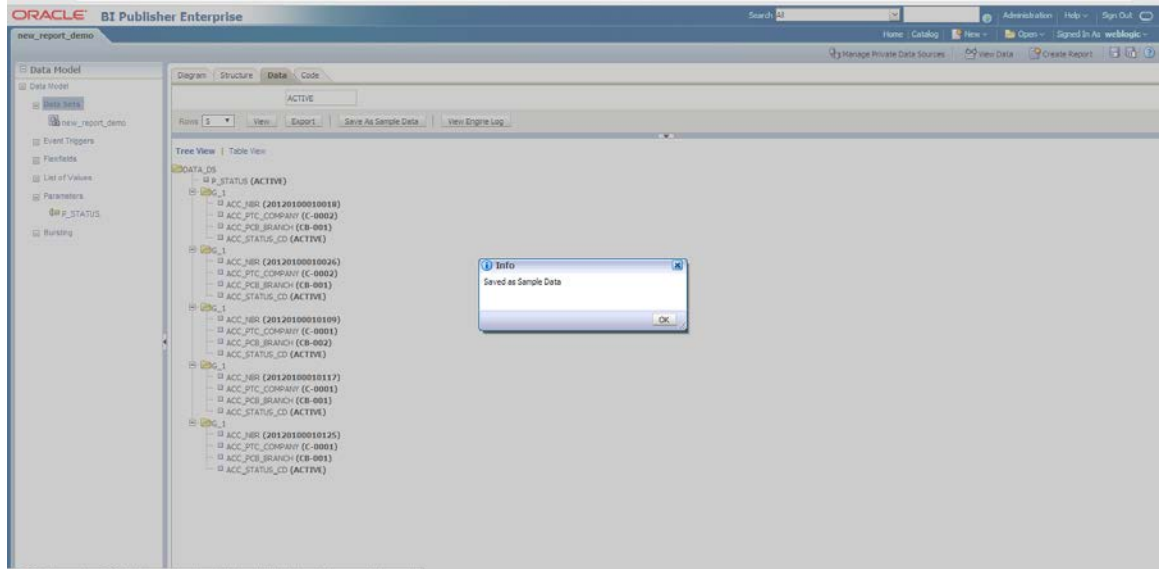 ORACLE BI Publisher Enterprise Search All Administration Help Sign Out
new_report_demo Home Catalog New Open Signed In As weblogic
Manage Private Data Sources View Data Create Report
Data Model Diagram Structure Data Code
Data Model
Data Sets ACTIVE
new_report_demo Rows 5 View Export Save As Sample Data View Engine Log
Event Triggers
Flexfields Tree View | Table View
List of Values DATA_DS
Parameters P_STATUS (ACTIVE)
P_STATUS G_1
Bursting
ACC_NBR (20120100010018)
ACC_PTC_COMPANY (C-0002)
ACC_PCB_BRANCH (CB-001)
ACC_STATUS_CD (ACTIVE)
G_1
ACC_NBR (20120100010026)
ACC_PTC_COMPANY (C-0002)
ACC_PCB_BRANCH (CB-001)
ACC_STATUS_CD (ACTIVE)
G_1
ACC_NBR (20120100010109)
ACC_PTC_COMPANY (C-0001)
ACC_PCB_BRANCH (CB-002)
ACC_STATUS_CD (ACTIVE)
G_1
ACC_NBR (20120100010117)
ACC_PTC_COMPANY (C-0001)
ACC_PCB_BRANCH (CB-001)
ACC_STATUS_CD (ACTIVE)
G_1
ACC_NBR (20120100010125)
ACC_PTC_COMPANY (C-0001)
ACC_PCB_BRANCH (CB-001)
ACC_STATUS_CD (ACTIVE)
Info
Saved as Sample Data
OK